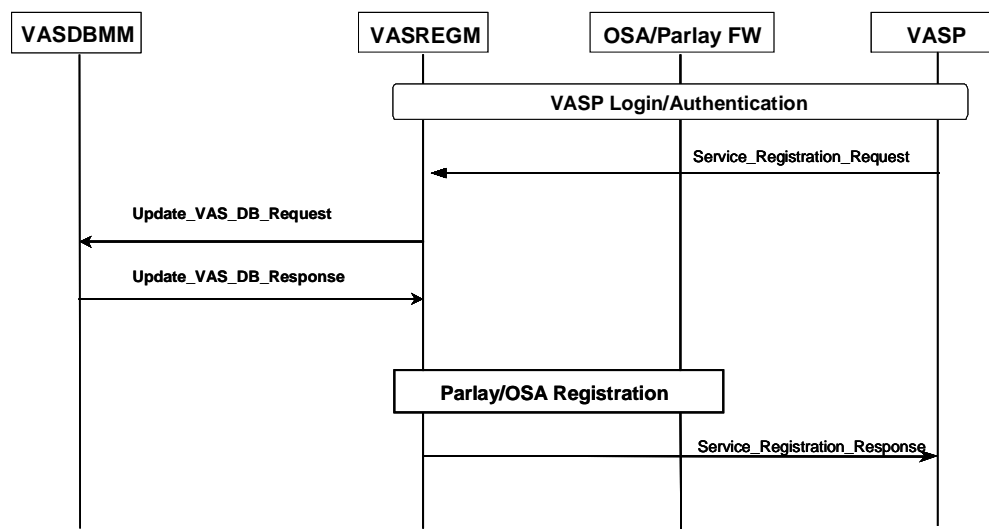 VASDBMM
VASREGM
OSA/Parlay FW
VASP
VASP Login/Authentication
Service_Registration_Request
Update_VAS_DB_Request
Update_VAS_DB_Response
Parlay/OSA Registration
Service_Registration_Response